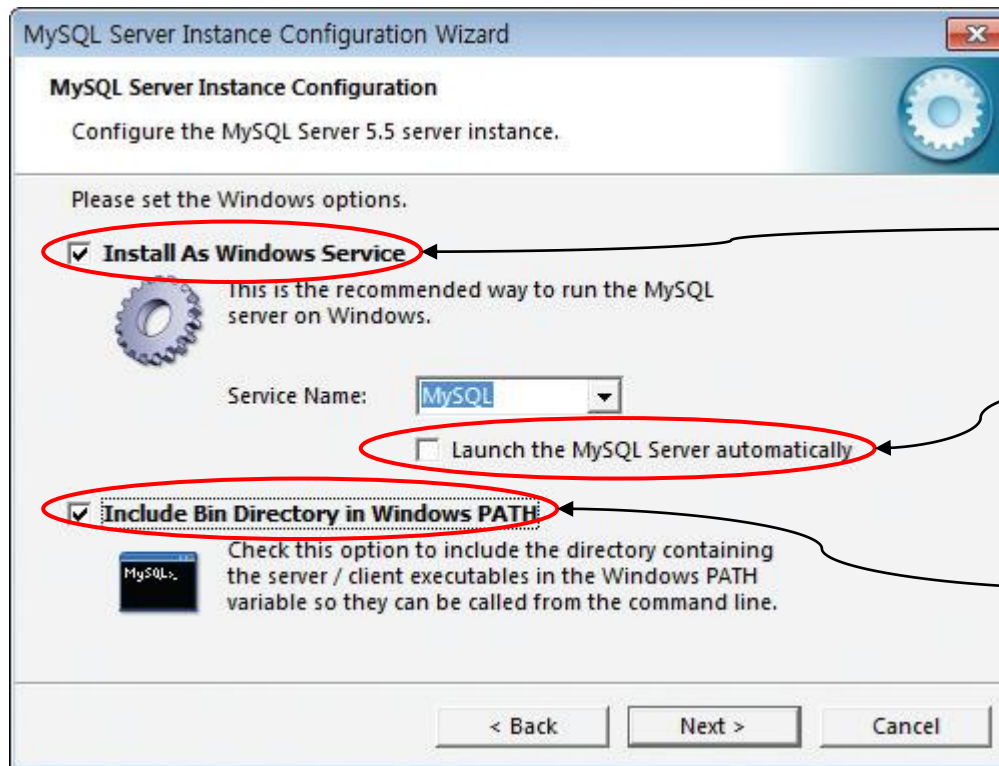 MySQL Server Instance Configuration Wizard
MySQL Server Instance Configuration
Configure the MySQL Server 5.5 server instance.
Please set the Windows options.
Install As Windows Service
This is the recommended way to run the MySQL
server on Windows.
Service Name: MySQL
Launch the MySQL Server automatically
Include Bin Directory in Windows PATH
MySQL>_
Check this option to include the directory containing
the server / client executables in the Windows PATH
variable so they can be called from the command line.
< Back Next > Cancel